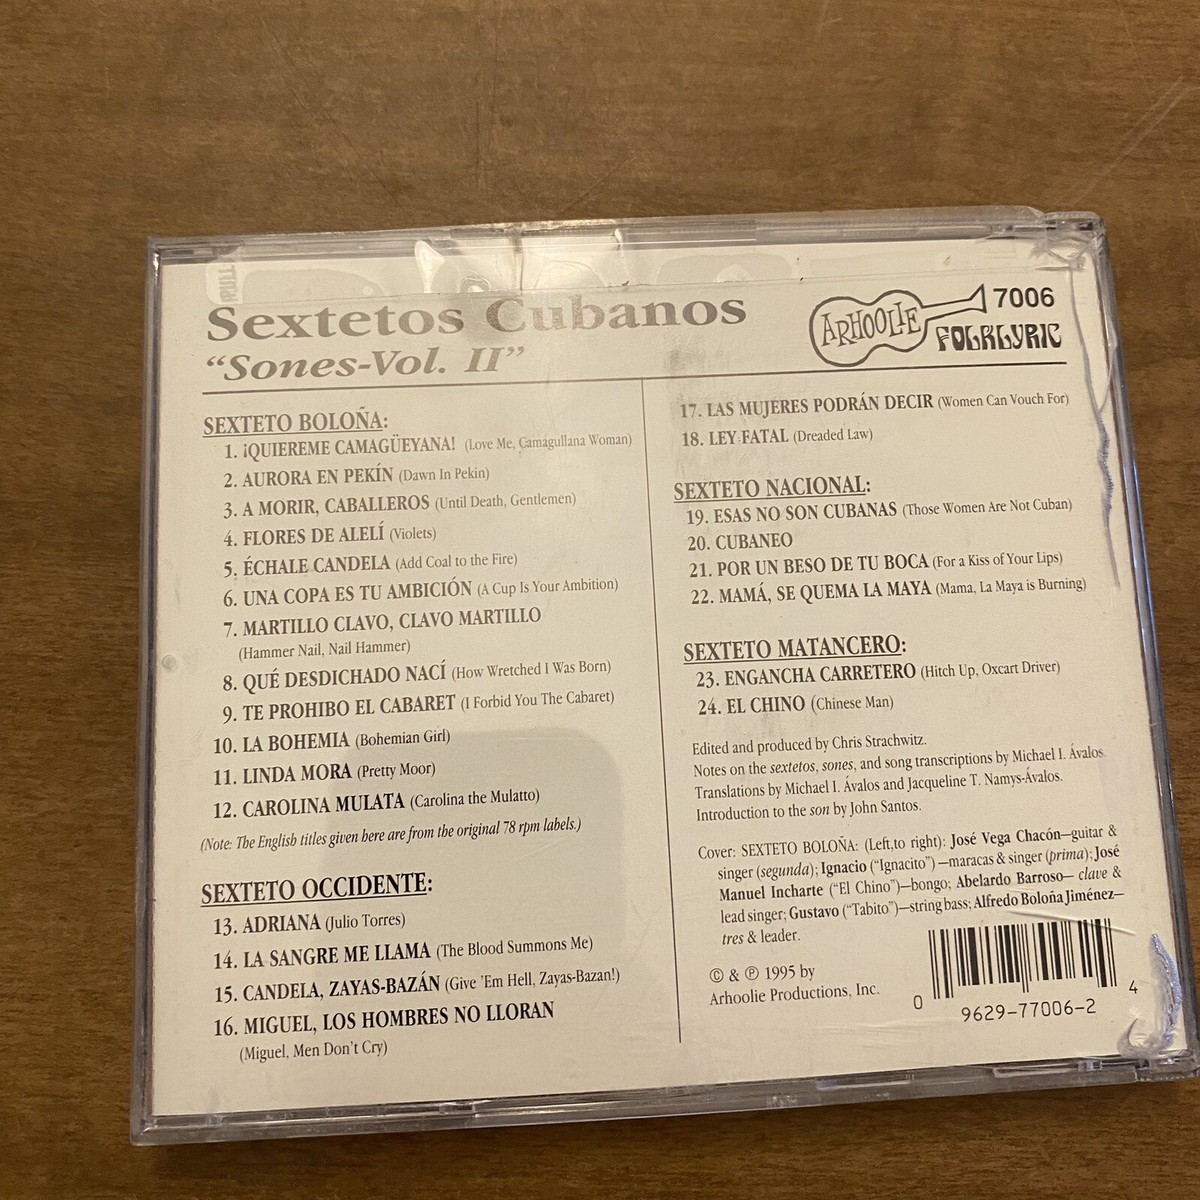 PULL
Sextetos Cubanos
“Sones-Vol. II”
ARHOOLIE
7006
FOLKLYRIC
SEXTETO BOLOÑA:
1. ¡QUIEREME CAMAGÜEYANA! (Love Me, Camagullana Woman)
2. AURORA EN PEKÍN (Dawn In Pekin)
3. A MORIR, CABALLEROS (Until Death, Gentlemen)
4. FLORES DE ALELÍ (Violets)
5. ÉCHALE CANDELA (Add Coal to the Fire)
6. UNA COPA ES TU AMBICIÓN (A Cup Is Your Ambition)
7. MARTILLO CLAVO, CLAVO MARTILLO
(Hammer Nail, Nail Hammer)
8. QUÉ DESDICHADO NACÍ (How Wretched I Was Born)
9. TE PROHIBO EL CABARET (I Forbid You The Cabaret)
10. LA BOHEMIA (Bohemian Girl)
11. LINDA MORA (Pretty Moor)
12. CAROLINA MULATA (Carolina the Mulatto)
(Note: The English titles given here are from the original 78 rpm labels.)
SEXTETO OCCIDENTE:
13. ADRIANA (Julio Torres)
14. LA SANGRE ME LLAMA (The Blood Summons Me)
15. CANDELA, ZAYAS-BAZÁN (Give 'Em Hell, Zayas-Bazan!)
16. MIGUEL, LOS HOMBRES NO LLORAN
(Miguel, Men Don't Cry)
17. LAS MUJERES PODRÁN DECIR (Women Can Vouch For)
18. LEY FATAL (Dreaded Law)
SEXTETO NACIONAL:
19. ESAS NO SON CUBANAS (Those Women Are Not Cuban)
20. CUBANEO
21. POR UN BESO DE TU BOCA (For a Kiss of Your Lips)
22. MAMÁ, SE QUEMA LA MAYA (Mama, La Maya is Burning)
SEXTETO MATANCERO:
23. ENGANCHA CARRETERO (Hitch Up, Oxcart Driver)
24. EL CHINO (Chinese Man)
Edited and produced by Chris Strachwitz.
Notes on the sextetos, sones, and song transcriptions by Michael I. Ávalos.
Translations by Michael I. Ávalos and Jacqueline T. Namys-Ávalos.
Introduction to the son by John Santos.
Cover: SEXTETO BOLOÑA: (Left, to right): José Vega Chacón—guitar &
singer (segunda); Ignacio (“Ignacito”) —maracas & singer (prima); José
Manuel Incharte (“El Chino”)—bongo; Abelardo Barroso— clave &
lead singer; Gustavo (“Tabito”)—string bass; Alfredo Boloña Jiménez—
tres & leader.
© & ℗ 1995 by
Arhoolie Productions, Inc.
0 9629-77006-2 4